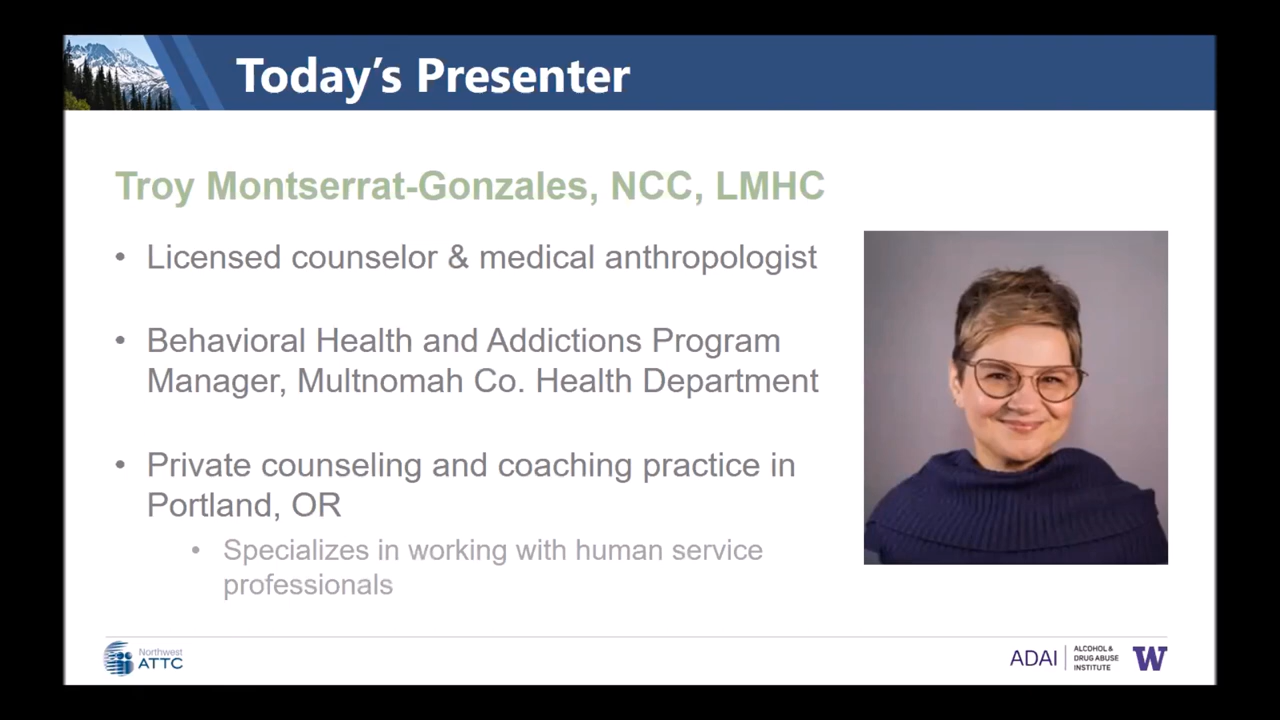 Today's Presenter
Troy Montserrat-Gonzales, NCC, LMHC
• Licensed counselor & medical anthropologist
• Behavioral Health and Addictions Program
Manager, Multnomah Co. Health Department
• Private counseling and coaching practice in
Portland, OR
• Specializes in working with human service
professionals
Northwest
ATTC
ADAI
ALCOHOL &
DRUG ABUSE
INSTITUTE
W